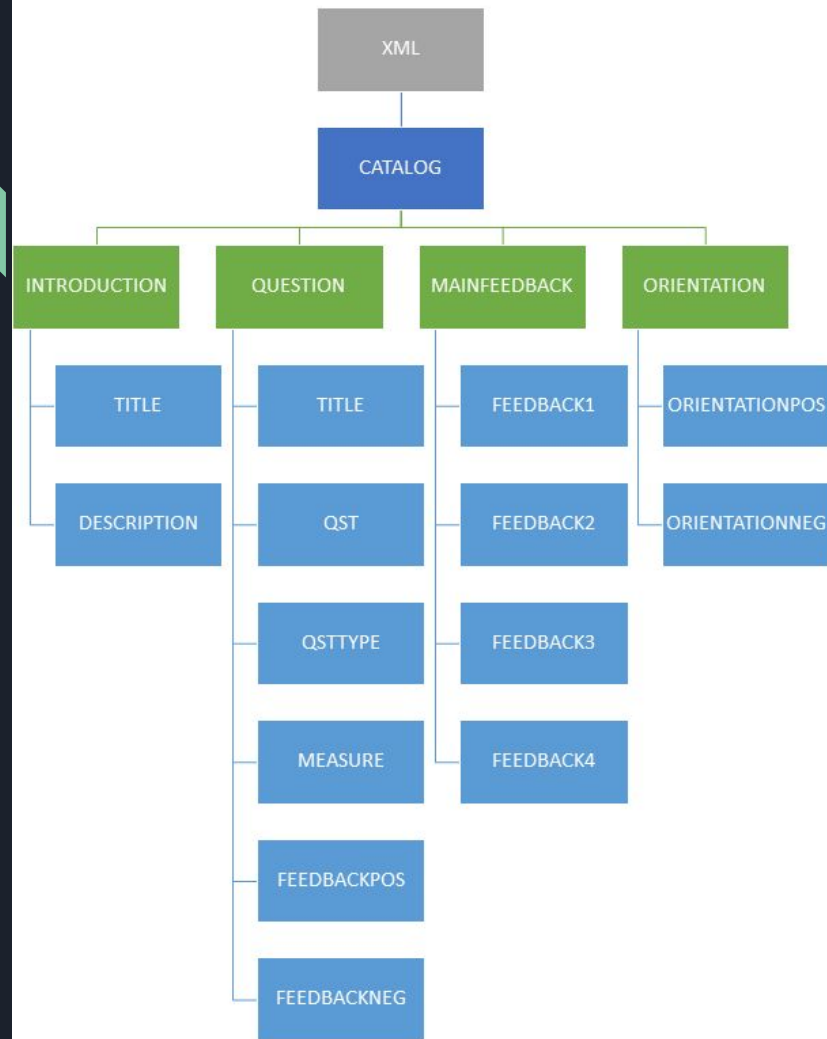 XML
CATALOG
INTRODUCTION
TITLE
DESCRIPTION
QUESTION
TITLE
QST
QSTTYPE
MEASURE
FEEDBACKPOS
FEEDBACKNEG
MAINFEEDBACK
FEEDBACK1
FEEDBACK2
FEEDBACK3
FEEDBACK4
ORIENTATION
ORIENTATIONPOS
ORIENTATIONNEG